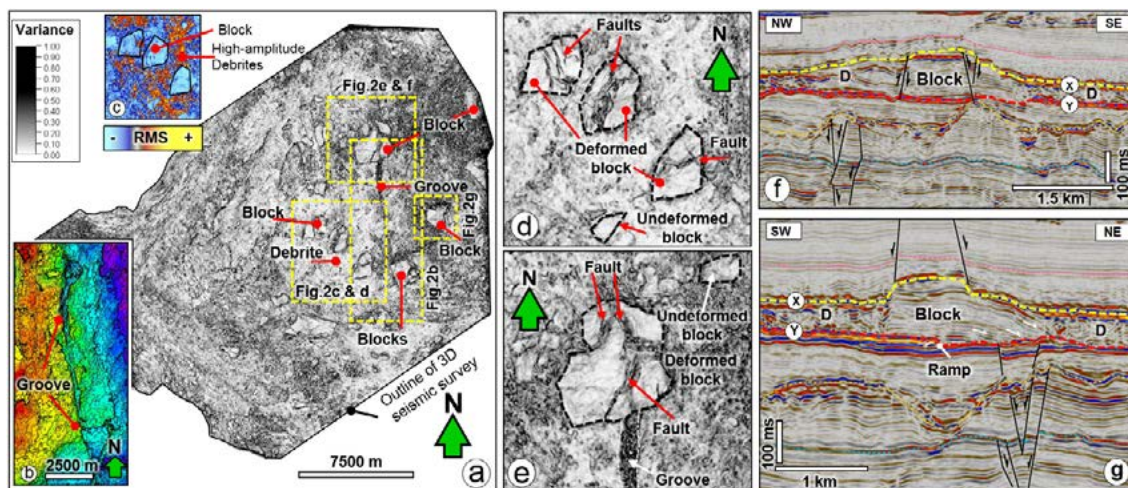 Variance
1.00
0.90
0.80
0.70
0.60
0.50
0.40
0.30
0.20
0.10
0.00
Block
High-amplitude
Debrites
c
- RMS +
Fig.2e & f
Block
Groove
Fig.2g
Block
Block
Debrite
Fig.2c & d
Fig.2b
Blocks
Outline of 3D
seismic survey
N
7500 m
a
Groove
N
b
2500 m
Faults
N
Deformed
block
Fault
Undeformed
block
d
Fault
N
Undeformed
block
Deformed
block
Fault
Groove
e
NW
SE
D
Block
X
D
Y
100 ms
1.5 km
f
SW
NE
X
D
Block
Y
D
Ramp
100 ms
1 km
g